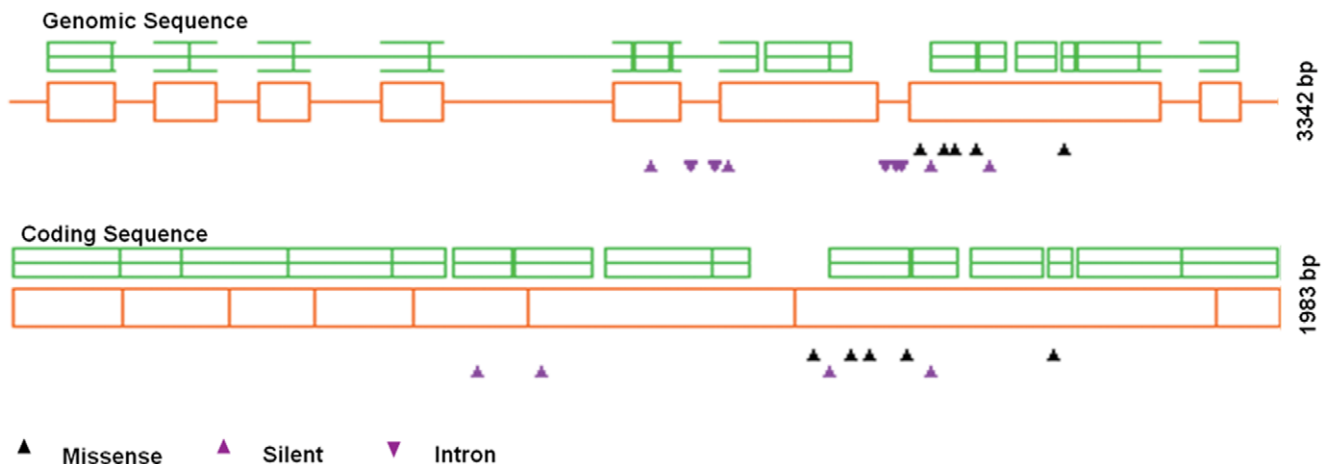 Genomic Sequence
3342 bp
Coding Sequence
1983 bp
Missense
Silent
Intron